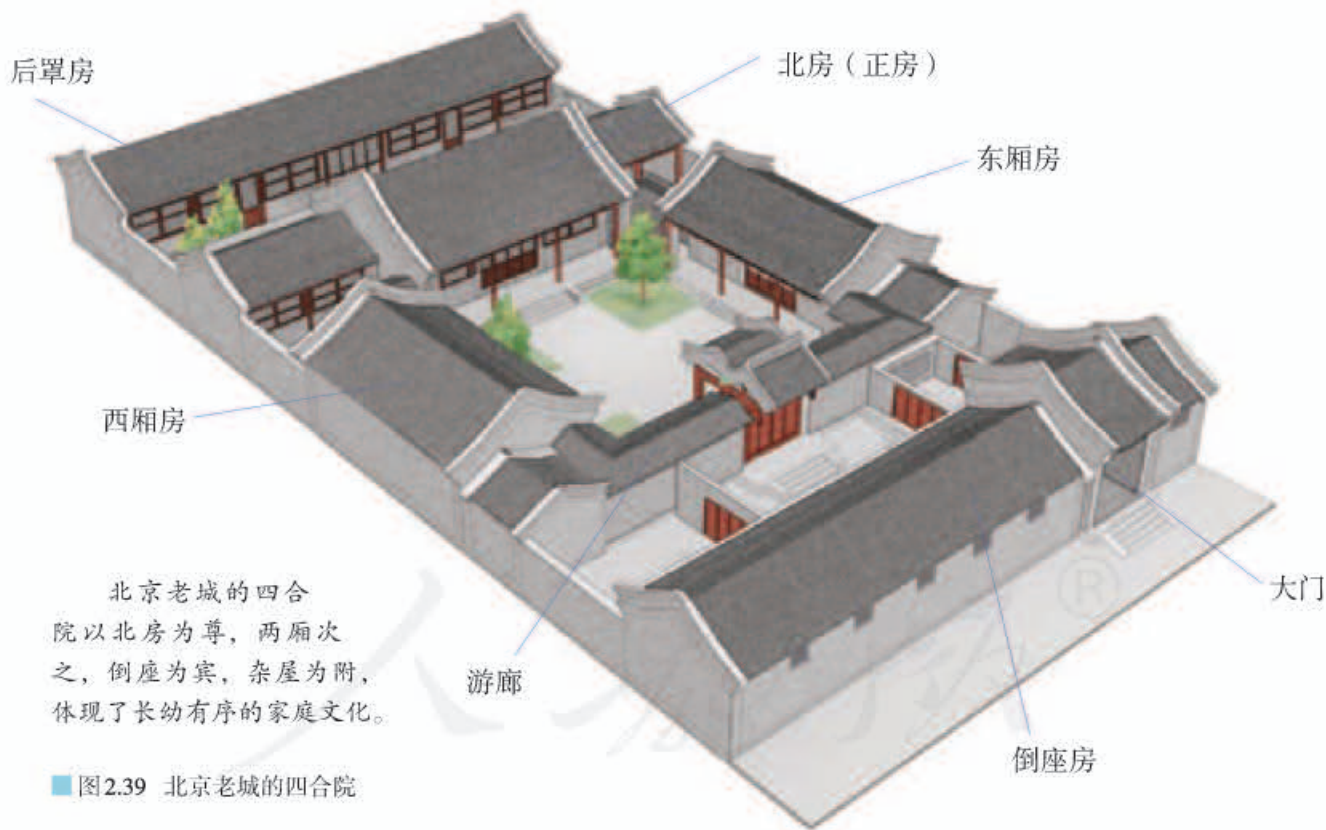 后罩房
北房（正房）
东厢房
西厢房
大门
游廊
倒座房
北京老城的四合
院以北房为尊，两厢次
之，倒座为宾，杂屋为附，
体现了长幼有序的家庭文化。
图2.39 北京老城的四合院
®